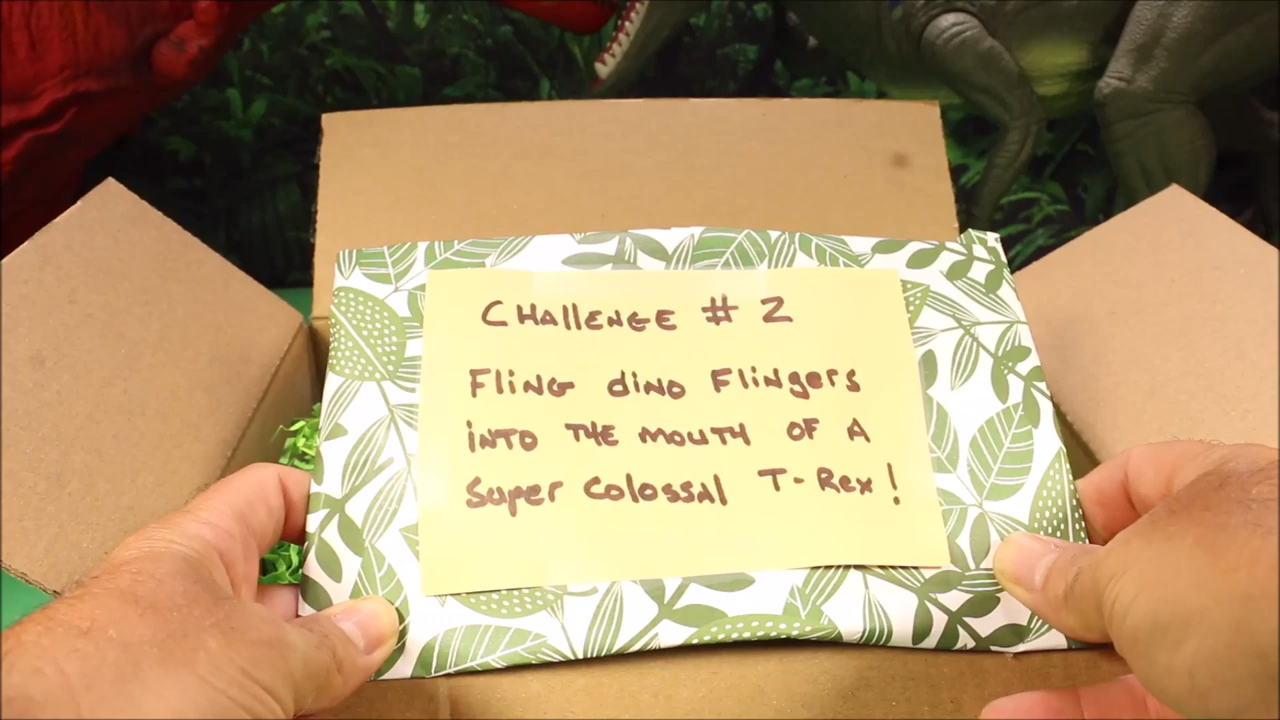 CHallENGE # 2
FliNG diNO FliNgers
iNTO THE MOUTH OF A
Super Colossal T-Rex!